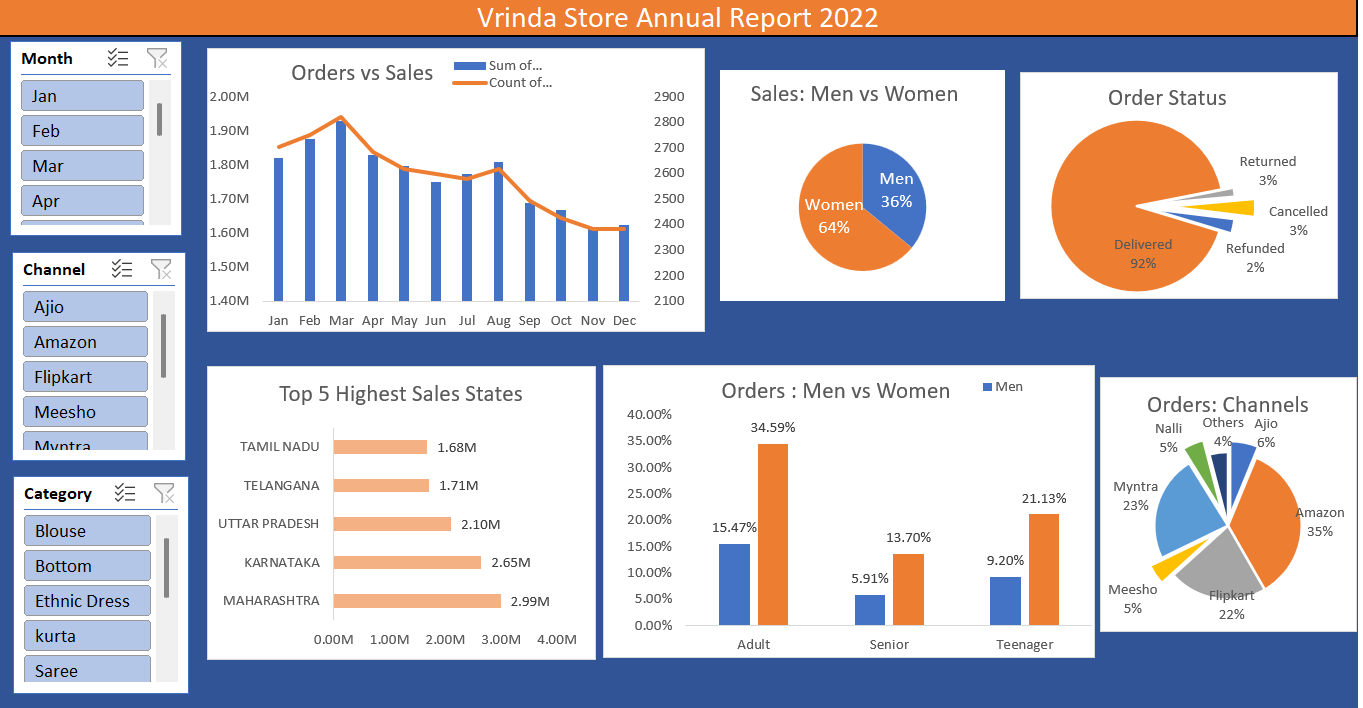 Vrinda Store Annual Report 2022
Month
Jan
Feb
Mar
Apr
Channel
Ajio
Amazon
Flipkart
Meesho
Myntra
Category
Blouse
Bottom
Ethnic Dress
kurta
Saree
Orders vs Sales
Sum of...
Count of...
2.00M
1.90M
1.80M
1.70M
1.60M
1.50M
1.40M
2900
2800
2700
2600
2500
2400
2300
2200
2100
Jan Feb Mar Apr May Jun Jul Aug Sep Oct Nov Dec
Sales: Men vs Women
Men
36%
Women
64%
Order Status
Returned
3%
Cancelled
3%
Refunded
2%
Delivered
92%
Top 5 Highest Sales States
TAMIL NADU 1.68M
TELANGANA 1.71M
UTTAR PRADESH 2.10M
KARNATAKA 2.65M
MAHARASHTRA 2.99M
0.00M 1.00M 2.00M 3.00M 4.00M
Orders : Men vs Women
Men
40.00%
35.00%
30.00%
25.00%
20.00%
15.00%
10.00%
5.00%
0.00%
15.47%
34.59%
5.91%
13.70%
9.20%
21.13%
Adult Senior Teenager
Orders: Channels
Others
4%
Ajio
6%
Nalli
5%
Myntra
23%
Amazon
35%
Meesho
5%
Flipkart
22%